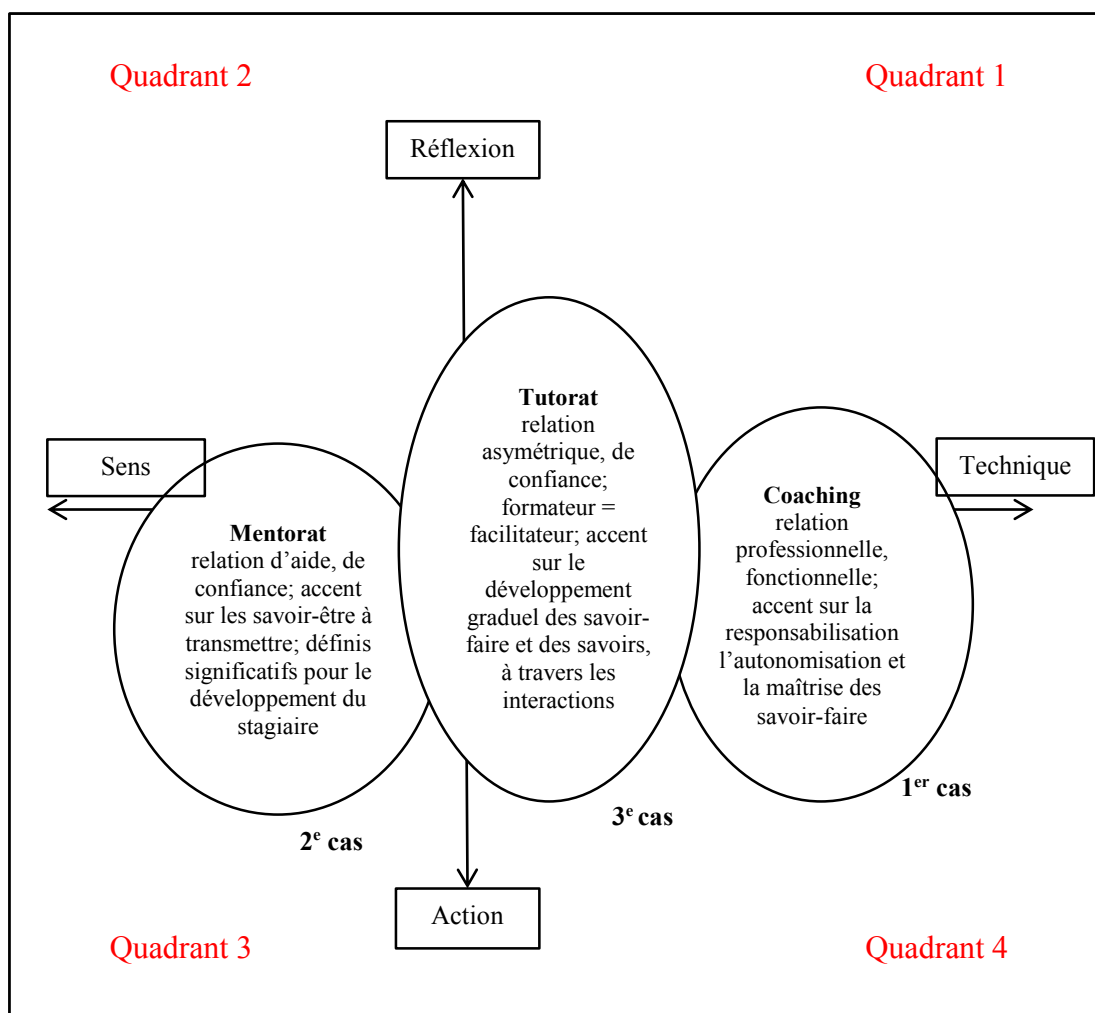 Quadrant 2
Quadrant 1
Réflexion
Sens
Technique
Tutorat
relation
asymétrique, de
confiance;
formateur =
facilitateur; accent
sur le
développement
graduel des savoir-
faire et des savoirs,
à travers les
interactions
Mentorat
relation d’aide, de
confiance; accent
sur les savoir-être à
transmettre; définis
significatifs pour le
développement du
stagiaire
Coaching
relation
professionnelle,
fonctionnelle;
accent sur la
responsabilisation
l’autonomisation et
la maîtrise des
savoir-faire
1er cas
3e cas
2e cas
Action
Quadrant 3
Quadrant 4